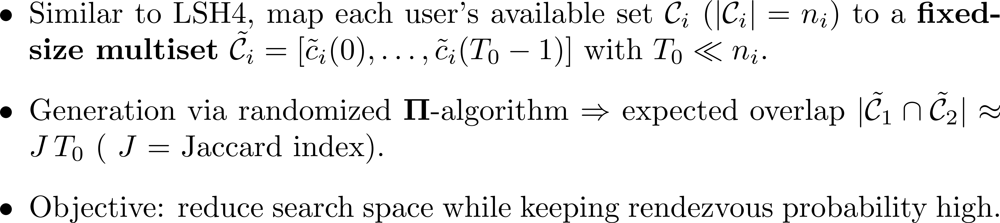 • Similar to LSH4, map each user's available set $\mathcal{C}_i$ ($|\mathcal{C}_i| = n_i$) to a **fixed-
size multiset** $\tilde{\mathcal{C}}_i = [\tilde{c}_i(0), \ldots, \tilde{c}_i(T_0 - 1)]$ with $T_0 \ll n_i$.
• Generation via randomized $\mathbf{\Pi}$-algorithm $\Rightarrow$ expected overlap $|\tilde{\mathcal{C}}_1 \cap \tilde{\mathcal{C}}_2| \approx$
$J\,T_0$ ( $J$ = Jaccard index).
• Objective: reduce search space while keeping rendezvous probability high.